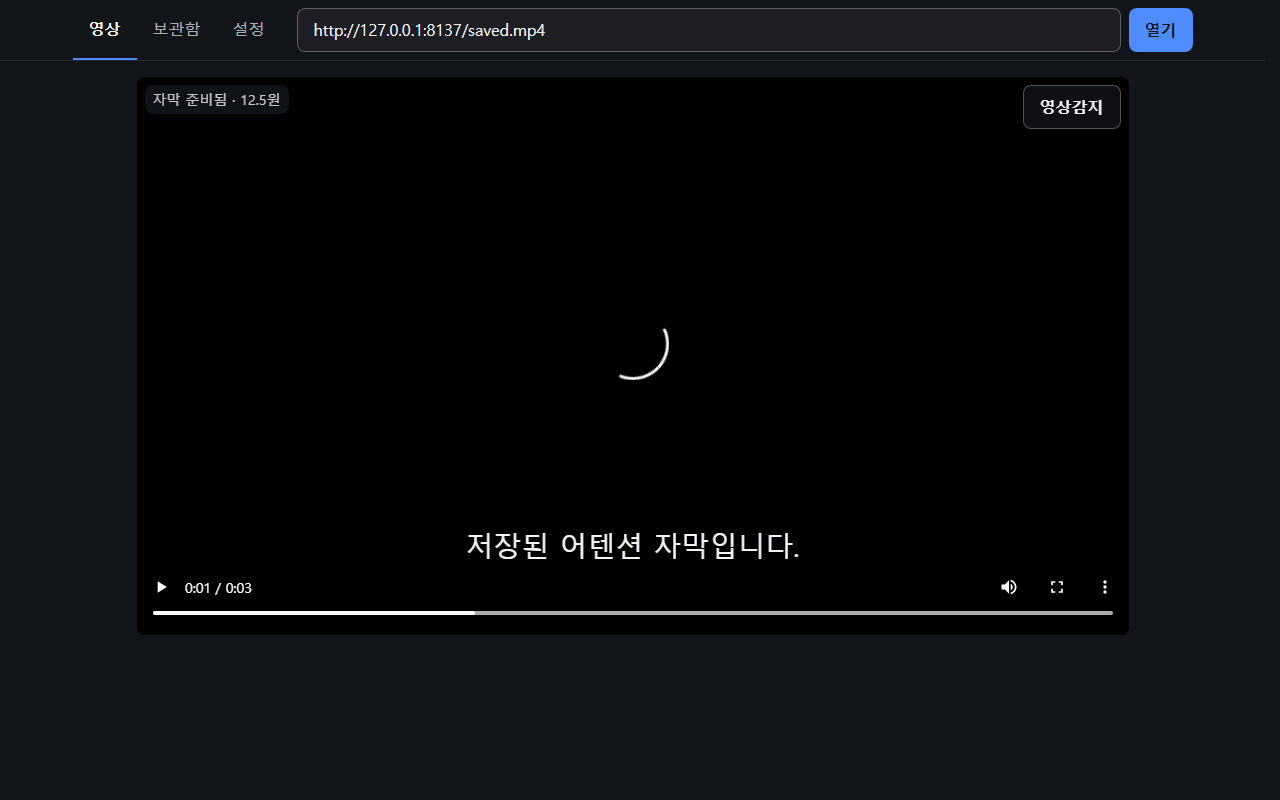 영상 보관함 설정 http://127.0.0.1:8137/saved.mp4 열기
자막 준비됨 · 12.5원 영상감지
저장된 어텐션 자막입니다.
0:01 / 0:03